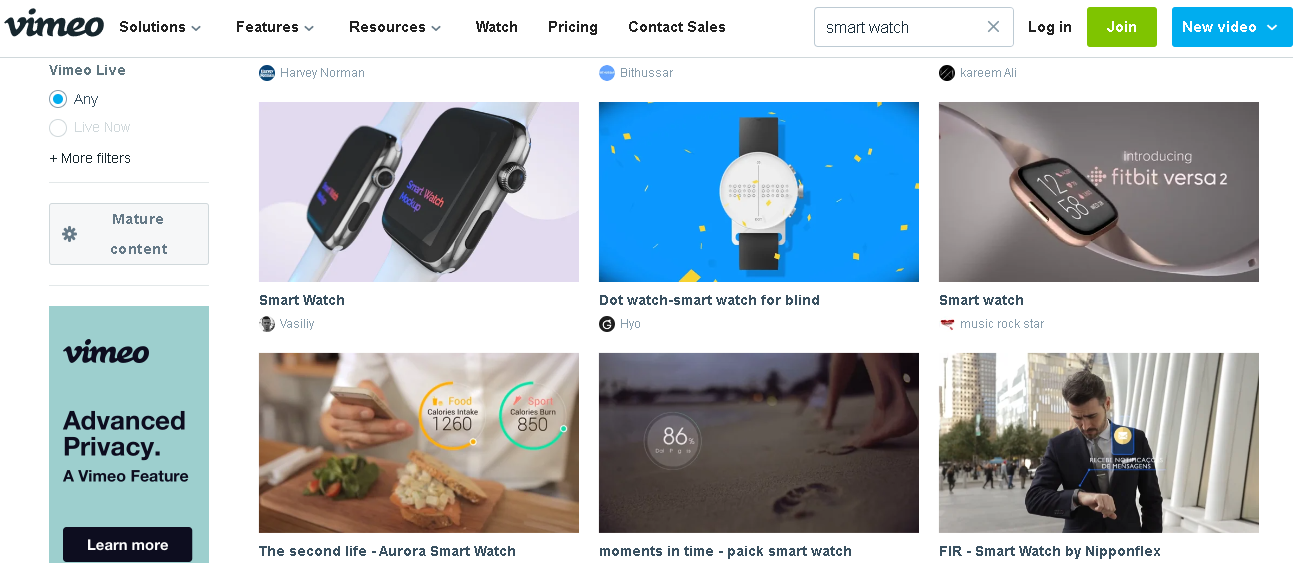 vimeo Solutions Features Resources Watch Pricing Contact Sales smart watch Log in Join New video
Vimeo Live
Any
Live Now
+ More filters
Mature
content
vimeo
Advanced
Privacy.
A Vimeo Feature
Learn more
Harvey Norman
Bithussar
kareem Ali
Smart Watch
Mockup
Smart Watch
Vasiliy
Dot watch-smart watch for blind
Hyo
introducing
fitbit versa 2
12
58
Smart watch
music rock star
Food
Calories Intake
1260
Sport
Calories Burn
850
The second life - Aurora Smart Watch
86%
moments in time - paick smart watch
RECEBE NOTIFICAÇÕES
DE MENSAGENS
FIR - Smart Watch by Nipponflex